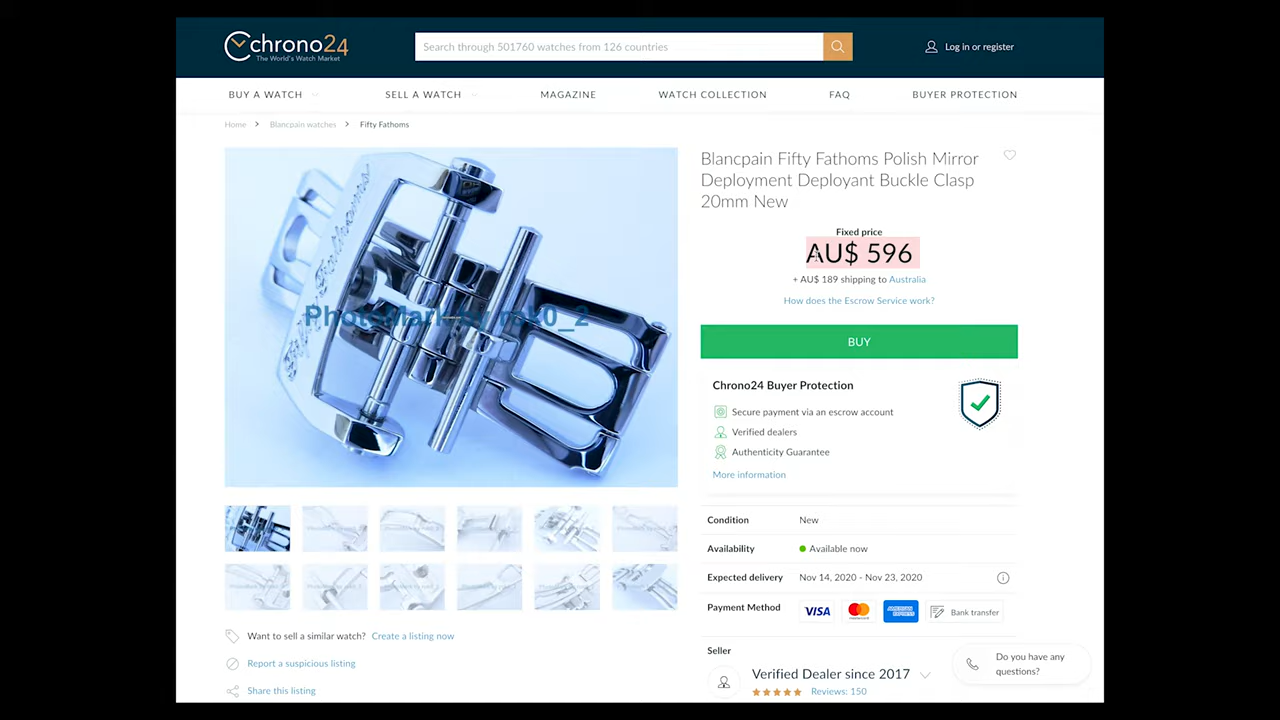 chrono24
The World's Watch Market
Search through 501760 watches from 126 countries
Log in or register
BUY A WATCH
SELL A WATCH
MAGAZINE
WATCH COLLECTION
FAQ
BUYER PROTECTION
Home > Blancpain watches > Fifty Fathoms
Blancpain Fifty Fathoms Polish Mirror
Deployment Deployant Buckle Clasp
20mm New
Fixed price
AU$ 596
+ AU$ 189 shipping to Australia
How does the Escrow Service work?
BUY
Chrono24 Buyer Protection
Secure payment via an escrow account
Verified dealers
Authenticity Guarantee
More information
Condition New
Availability Available now
Expected delivery Nov 14, 2020 - Nov 23, 2020
Payment Method VISA Bank transfer
Seller
Verified Dealer since 2017
Reviews: 150
Do you have any
questions?
Want to sell a similar watch? Create a listing now
Report a suspicious listing
Share this listing